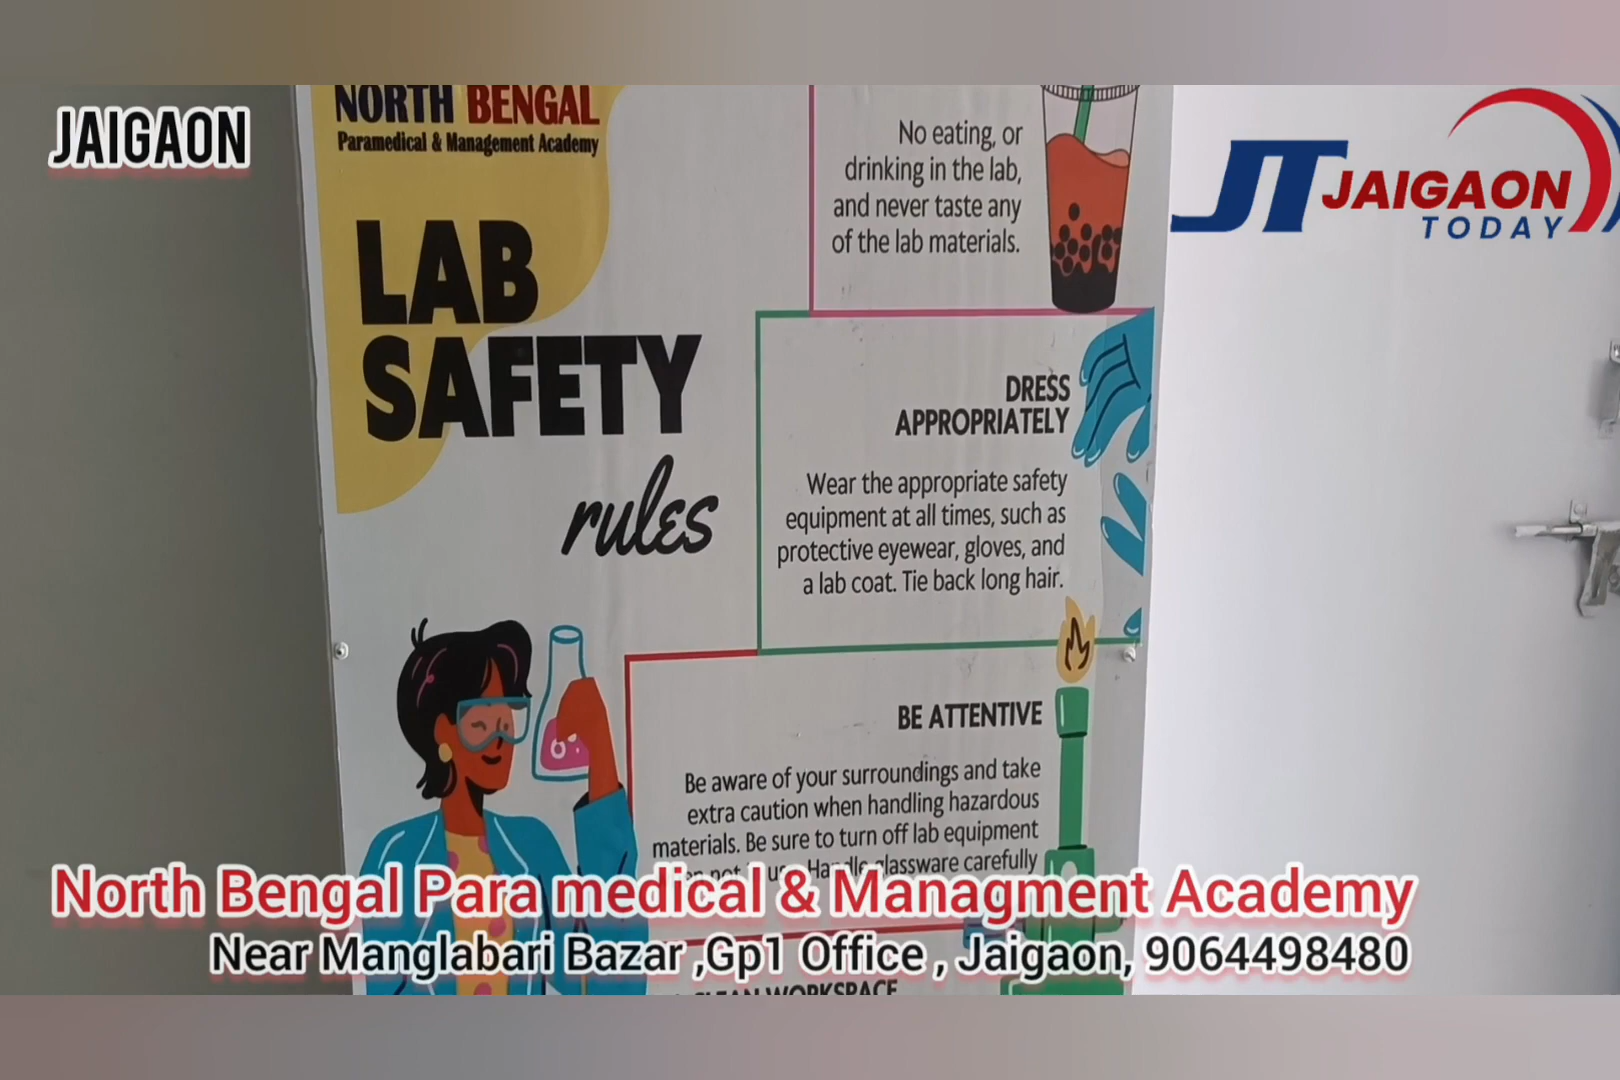 JAIGAON
JT JAIGAON
TODAY
NORTH BENGAL
Paramedical & Management Academy
LAB
SAFETY
rules
No eating, or
drinking in the lab,
and never taste any
of the lab materials.
DRESS
APPROPRIATELY
Wear the appropriate safety
equipment at all times, such as
protective eyewear, gloves, and
a lab coat. Tie back long hair.
BE ATTENTIVE
Be aware of your surroundings and take
extra caution when handling hazardous
materials. Be sure to turn off lab equipment
not Handle glassware carefully
CLEAN WORKSPACE
North Bengal Para medical & Managment Academy
Near Manglabari Bazar ,Gp1 Office , Jaigaon, 9064498480